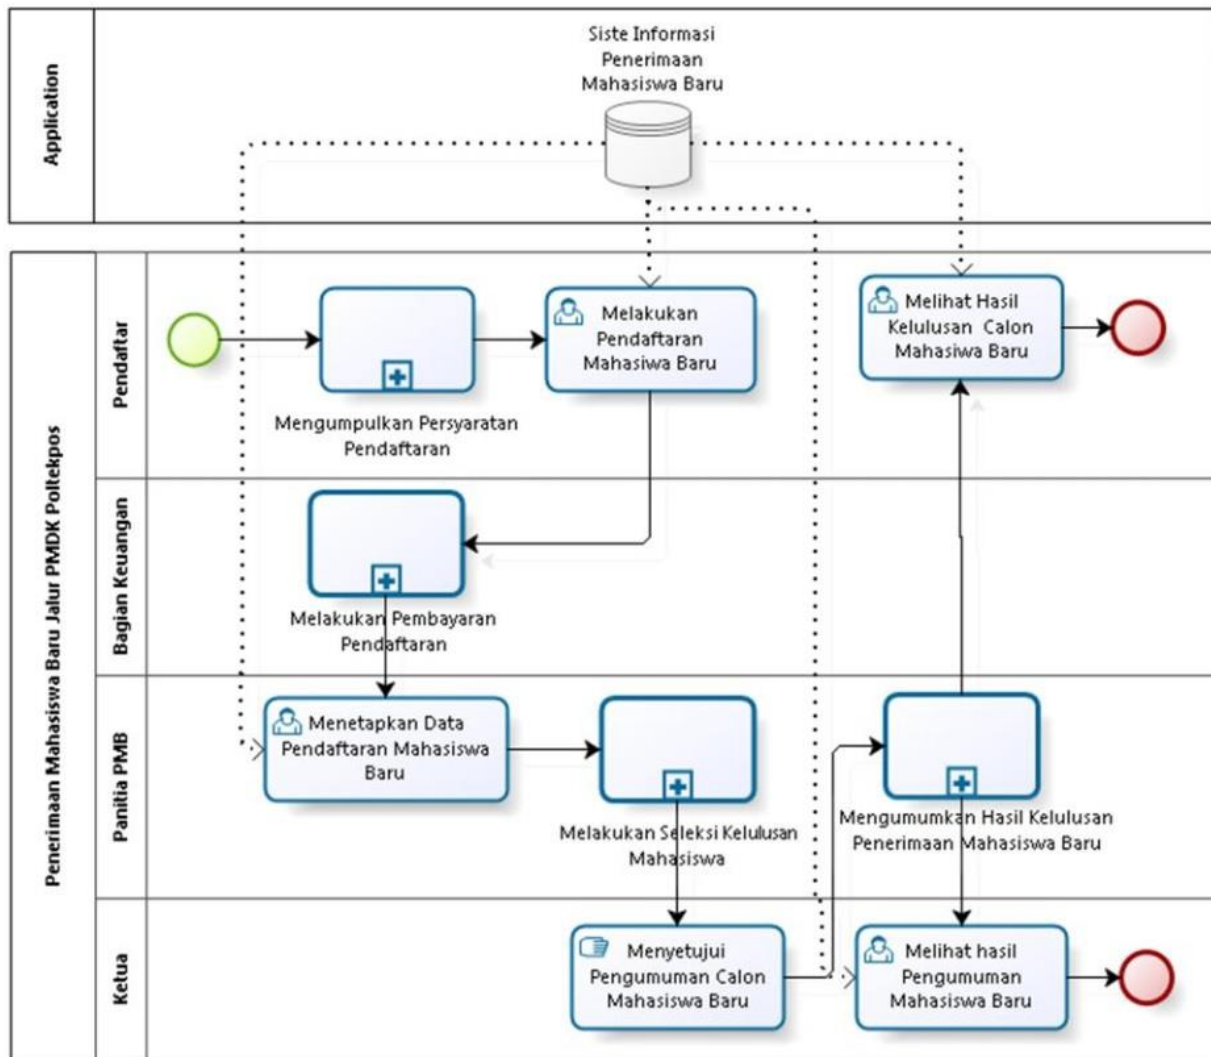 Application
Siste Informasi
Penerimaan
Mahasiswa Baru
Penerimaan Mahasiswa Baru Jalur PMDK Poltekpos
Pendaftar
Mengumpulkan Persyaratan
Pendaftaran
Melakukan
Pendaftaran
Mahasiwa Baru
Melihat Hasil
Kelulusan Calon
Mahasiwa Baru
Bagian Keuangan
Melakukan Pembayaran
Pendaftaran
Panitia PMB
Menetapkan Data
Pendaftaran Mahasiswa
Baru
Melakukan Seleksi Kelulusan
Mahasiswa
Mengumumkan Hasil Kelulusan
Penerimaan Mahasiswa Baru
Ketua
Menyetujui
Pengumuman Calon
Mahasiswa Baru
Melihat hasil
Pengumuman
Mahasiswa Baru